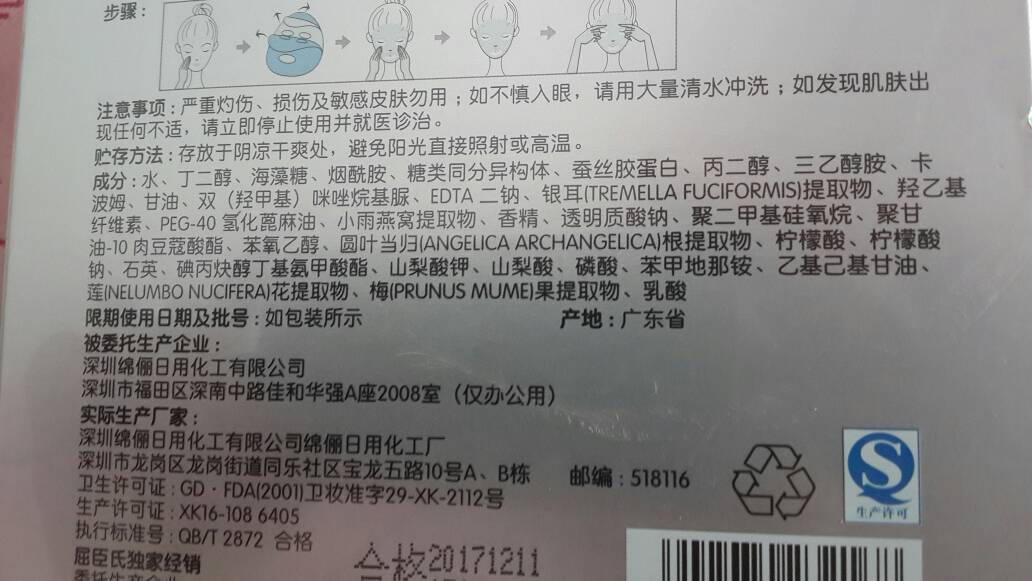 步骤：
注意事项：严重灼伤、损伤及敏感皮肤勿用；如不慎入眼，请用大量清水冲洗；如发现肌肤出
现任何不适，请立即停止使用并就医诊治。
贮存方法：存放于阴凉干爽处，避免阳光直接照射或高温。
成分：水、丁二醇、海藻糖、烟酰胺、糖类同分异构体、蚕丝胶蛋白、丙二醇、三乙醇胺、卡
波姆、甘油、双（羟甲基）咪唑烷基脲、EDTA 二钠、银耳(TREMELLA FUCIFORMIS)提取物、羟乙基
纤维素、PEG-40 氢化蓖麻油、小雨燕窝提取物、香精、透明质酸钠、聚二甲基硅氧烷、聚甘
油-10 肉豆蔻酸酯、苯氧乙醇、圆叶当归(ANGELICA ARCHANGELICA)根提取物、柠檬酸、柠檬酸
钠、石英、碘丙炔醇丁基氨甲酸酯、山梨酸钾、山梨酸、磷酸、苯甲地那铵、乙基己基甘油、
莲(NELUMBO NUCIFERA)花提取物、梅(PRUNUS MUME)果提取物、乳酸
限期使用日期及批号：如包装所示 产地：广东省
被委托生产企业：
深圳绵俪日用化工有限公司
深圳市福田区深南中路佳和华强A座2008室（仅办公用）
实际生产厂家：
深圳绵俪日用化工有限公司绵俪日用化工厂
深圳市龙岗区龙岗街道同乐社区宝龙五路10号A、B栋 邮编：518116
卫生许可证：GD·FDA(2001)卫妆准字29-XK-2112号
生产许可证：XK16-108 6405
执行标准号：QB/T 2872 合格
屈臣氏独家经销
合格20171211
委托生产企业
生产许可